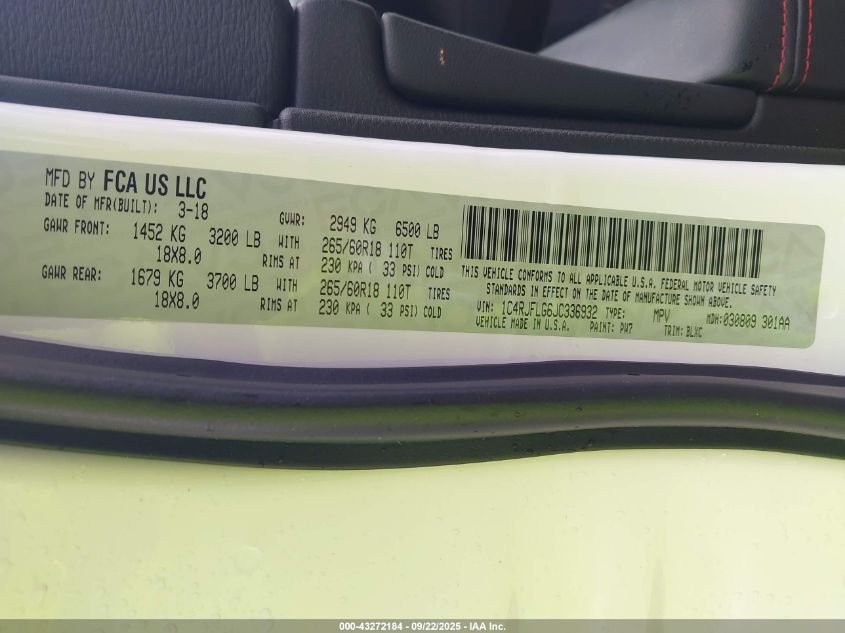 MFD BY FCA US LLC
DATE OF MFR(BUILT): 3-18 GVWR: 2949 KG 6500 LB
GAWR FRONT: 1452 KG 3200 LB WITH 265/60R18 110T TIRES
18X8.0 RIMS AT 230 KPA ( 33 PSI) COLD
GAWR REAR: 1679 KG 3700 LB WITH 265/60R18 110T TIRES
18X8.0 RIMS AT 230 KPA ( 33 PSI) COLD
THIS VEHICLE CONFORMS TO ALL APPLICABLE U.S.A. FEDERAL MOTOR VEHICLE SAFETY
STANDARDS IN EFFECT ON THE DATE OF MANUFACTURE SHOWN ABOVE.
VIN: 1C4RJFLG6JC336932 TYPE: MPV MDH:030809 301AA
VEHICLE MADE IN U.S.A. PAINT: PW7 TRIM: BLXC
000-43272184 - 09/22/2025 - IAA Inc.